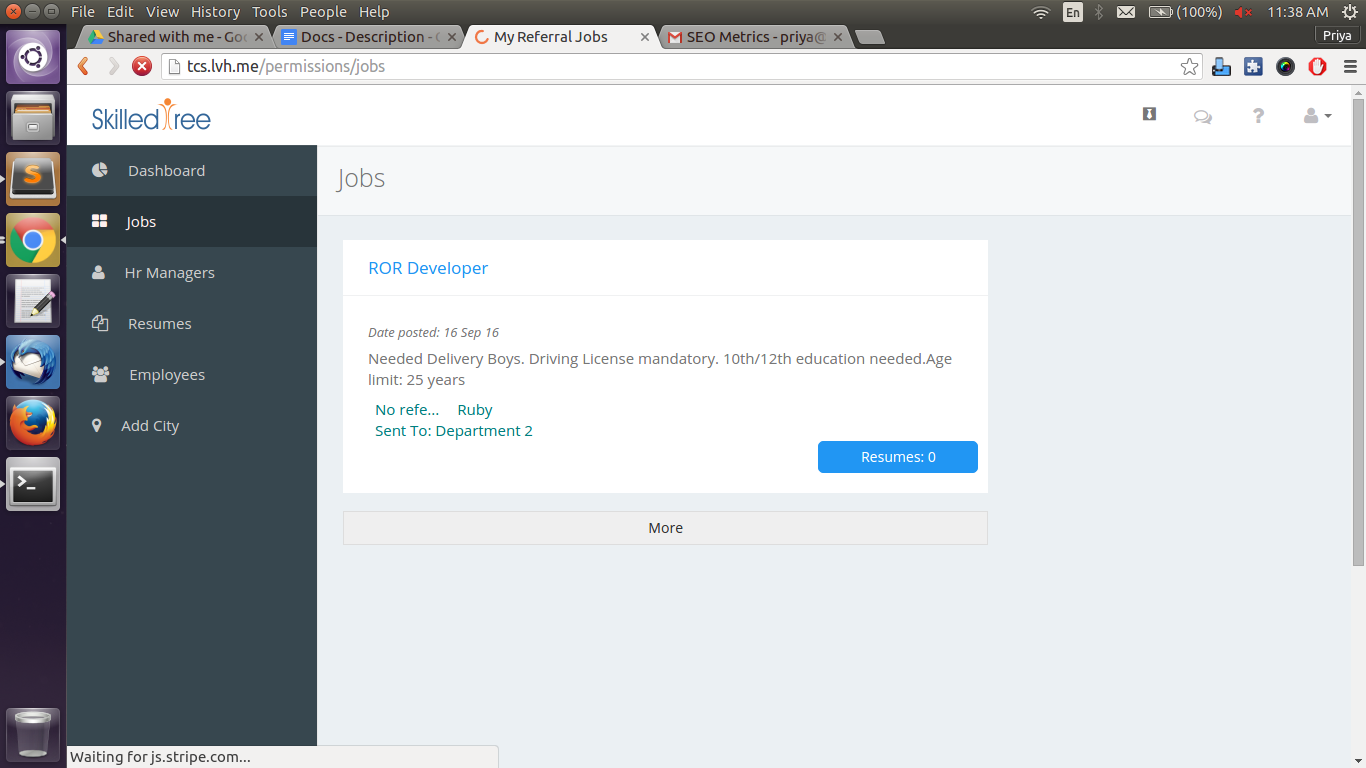 File Edit View History Tools People Help
En
(100%)
11:38 AM
Shared with me - Goo
Docs - Description - G
My Referral Jobs
SEO Metrics - priya@
Priya
tcs.lvh.me/permissions/jobs
SkilledTree
?
Dashboard
Jobs
Hr Managers
Resumes
Employees
Add City
Jobs
ROR Developer
Date posted: 16 Sep 16
Needed Delivery Boys. Driving License mandatory. 10th/12th education needed.Age
limit: 25 years
No refe... Ruby
Sent To: Department 2
Resumes: 0
More
Waiting for js.stripe.com...